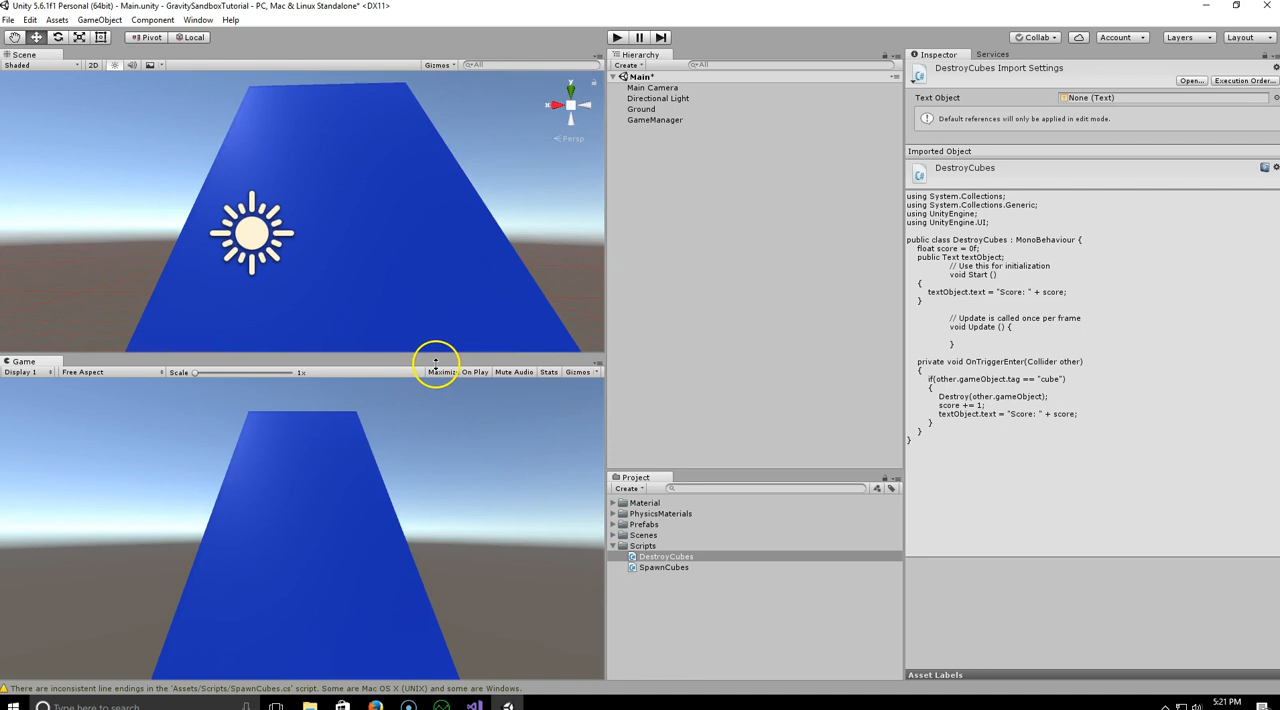 Unity 5.6.1f1 Personal (64bit) - Main.unity - GravitySandboxTutorial - PC, Mac & Linux Standalone* <DX11>
File Edit Assets GameObject Component Window Help
Pivot Local Collab Account Layers Layout
Scene
Shaded 2D Gizmos All
y
x
Persp
Game
Display 1 Free Aspect Scale 1x Maximize On Play Mute Audio Stats Gizmos
Hierarchy
Create All
Main*
Main Camera
Directional Light
Ground
GameManager
Project
Create
Material
PhysicsMaterials
Prefabs
Scenes
Scripts
DestroyCubes
SpawnCubes
Inspector Services
DestroyCubes Import Settings
Open... Execution Order...
Text Object None (Text)
Default references will only be applied in edit mode.
Imported Object
DestroyCubes
using System.Collections;
using System.Collections.Generic;
using UnityEngine;
using UnityEngine.UI;
public class DestroyCubes : MonoBehaviour {
float score = 0f;
public Text textObject;
// Use this for initialization
void Start ()
{
textObject.text = "Score: " + score;
}
// Update is called once per frame
void Update () {
}
private void OnTriggerEnter(Collider other)
{
if(other.gameObject.tag == "cube")
{
Destroy(other.gameObject);
score += 1;
textObject.text = "Score: " + score;
}
}
}
Asset Labels
There are inconsistent line endings in the 'Assets/Scripts/SpawnCubes.cs' script. Some are Mac OS X (UNIX) and some are Windows.
Type here to search
5:21 PM